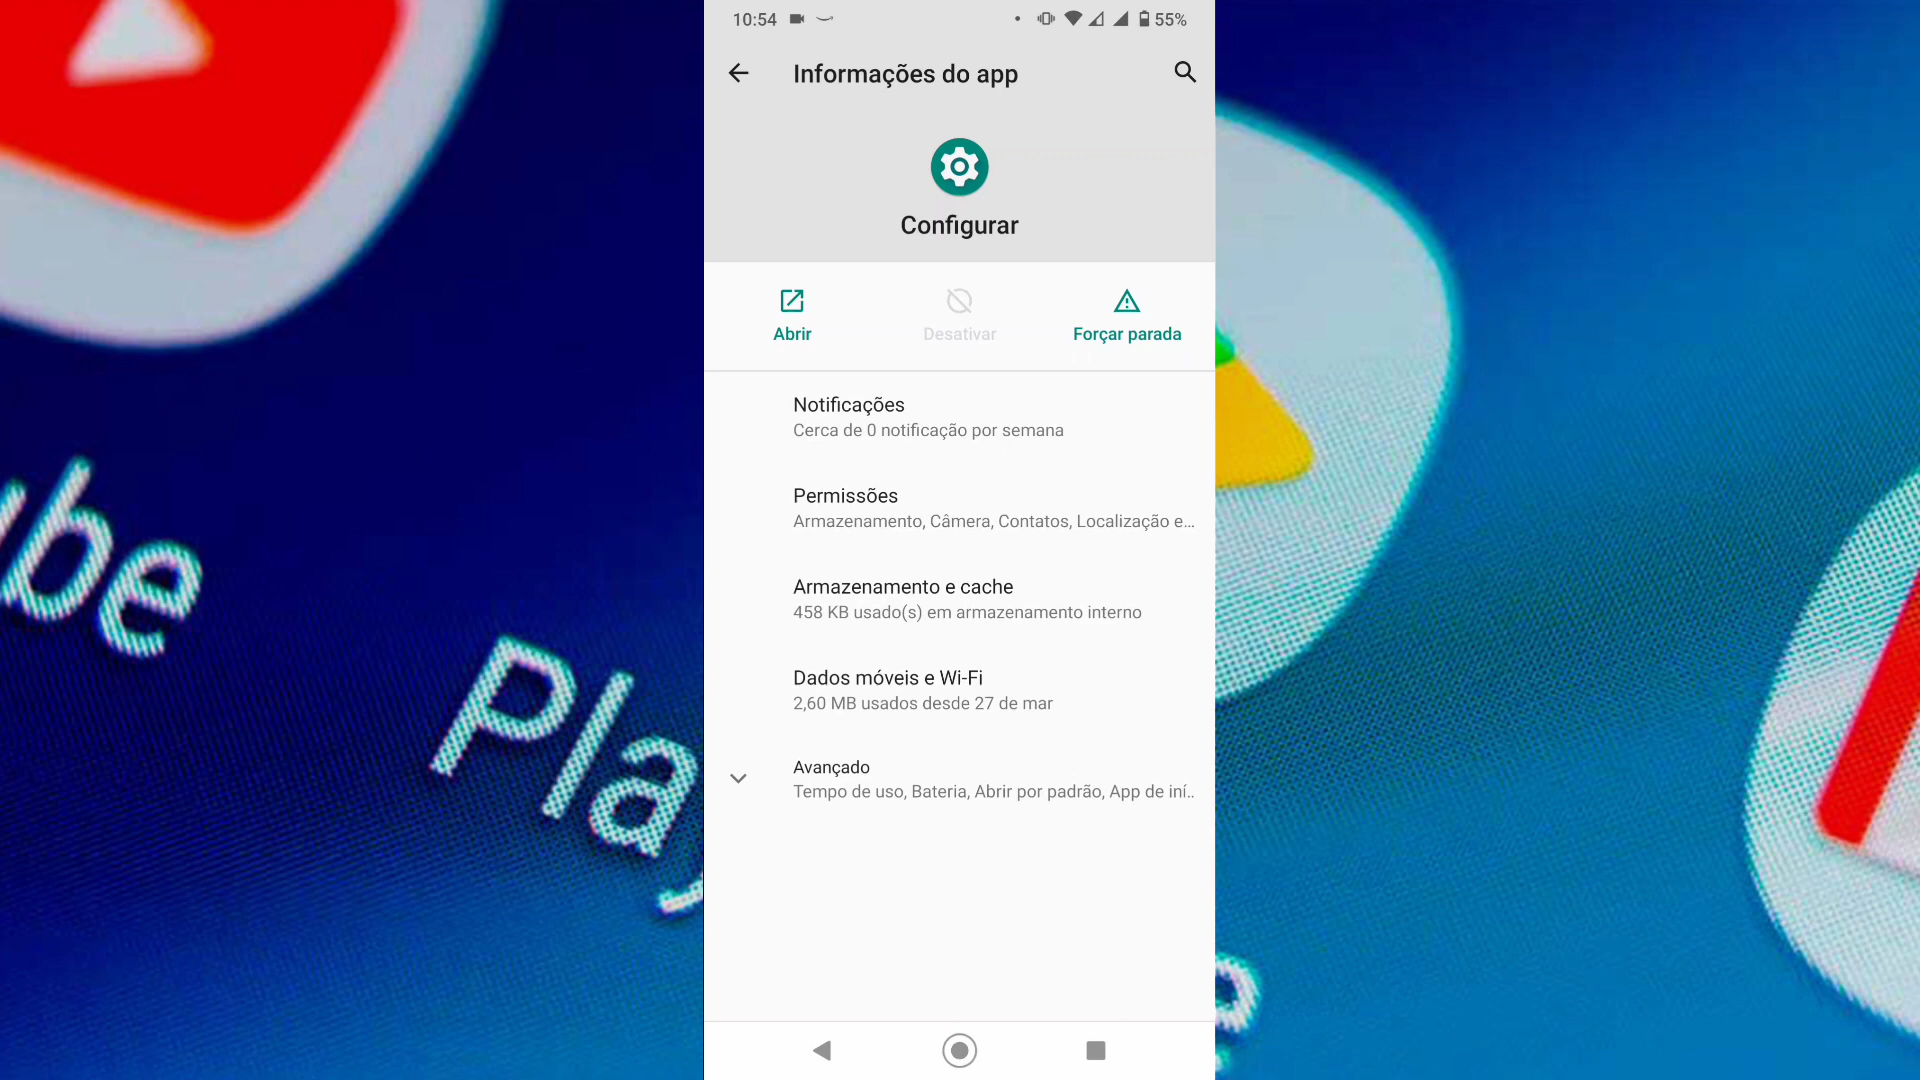 10:54
55%
Informações do app
Configurar
Abrir
Desativar
Forçar parada
Notificações
Cerca de 0 notificação por semana
Permissões
Armazenamento, Câmera, Contatos, Localização e...
Armazenamento e cache
458 KB usado(s) em armazenamento interno
Dados móveis e Wi-Fi
2,60 MB usados desde 27 de mar
Avançado
Tempo de uso, Bateria, Abrir por padrão, App de iní..
ube
Play
e